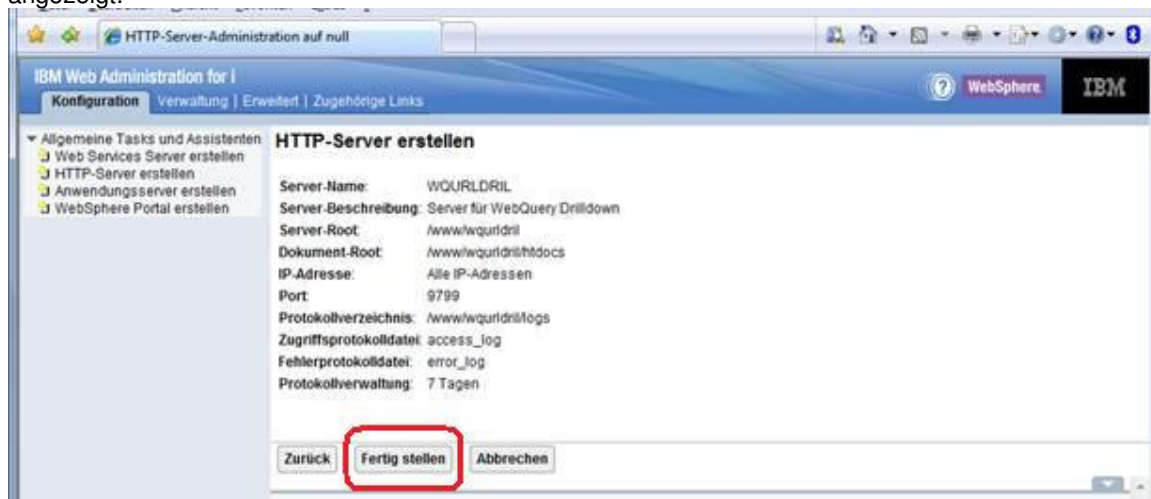 angezeigt.
HTTP-Server-Administration auf null
IBM Web Administration for i
Konfiguration Verwaltung | Erweitert | Zugehörige Links
WebSphere.
IBM
Allgemeine Tasks und Assistenten
Web Services Server erstellen
HTTP-Server erstellen
Anwendungsserver erstellen
WebSphere Portal erstellen
HTTP-Server erstellen
Server-Name: WQURLDRIL
Server-Beschreibung: Server für WebQuery Drilldown
Server-Root: /www/wqurldril
Dokument-Root: /www/wqurldril/htdocs
IP-Adresse: Alle IP-Adressen
Port: 9799
Protokollverzeichnis: /www/wqurldril/logs
Zugriffsprotokolldatei: access_log
Fehlerprotokolldatei: error_log
Protokollverwaltung: 7 Tagen
Zurück Fertig stellen Abbrechen